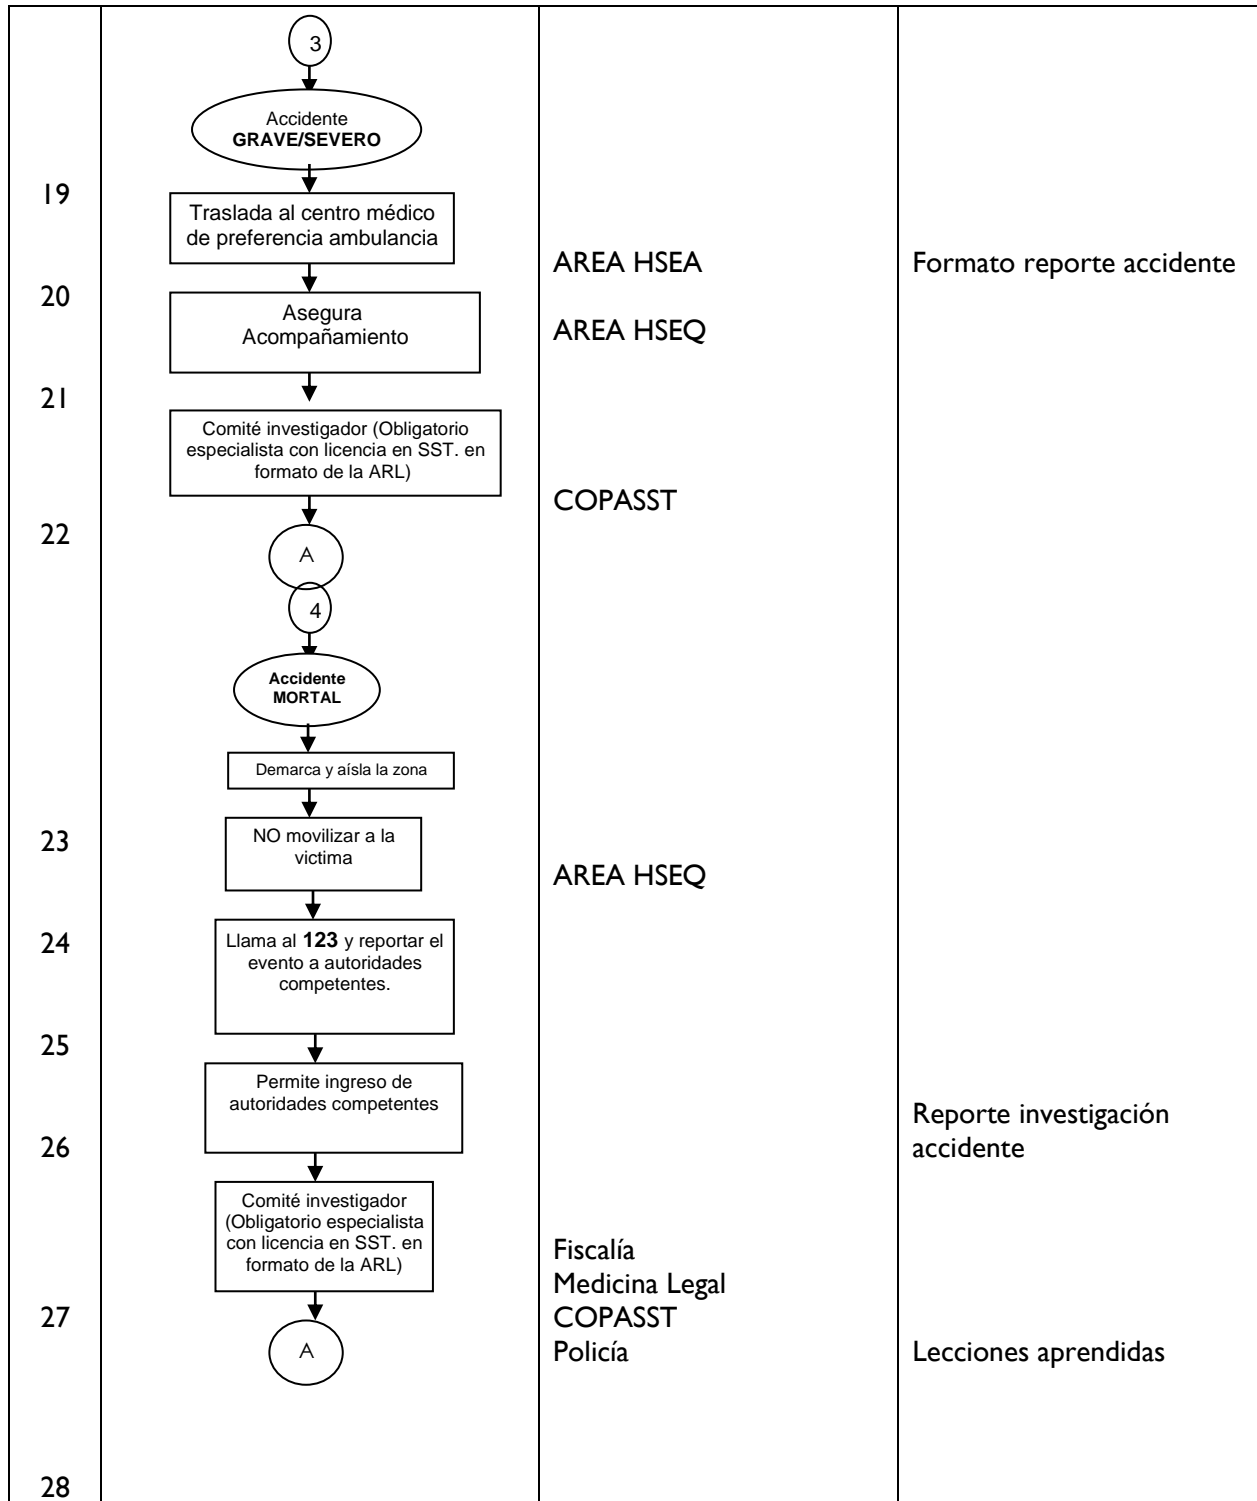 3
Accidente
GRAVE/SEVERO
19
Traslada al centro médico
de preferencia ambulancia
AREA HSEA
Formato reporte accidente
20
Asegura
Acompañamiento
AREA HSEQ
21
Comité investigador (Obligatorio
especialista con licencia en SST. en
formato de la ARL)
COPASST
22
A
4
Accidente
MORTAL
Demarca y aísla la zona
23
NO movilizar a la
victima
AREA HSEQ
24
Llama al 123 y reportar el
evento a autoridades
competentes.
25
Permite ingreso de
autoridades competentes
Reporte investigación
accidente
26
Comité investigador
(Obligatorio especialista
con licencia en SST. en
formato de la ARL)
Fiscalía
Medicina Legal
27
COPASST
A
Policía
Lecciones aprendidas
28